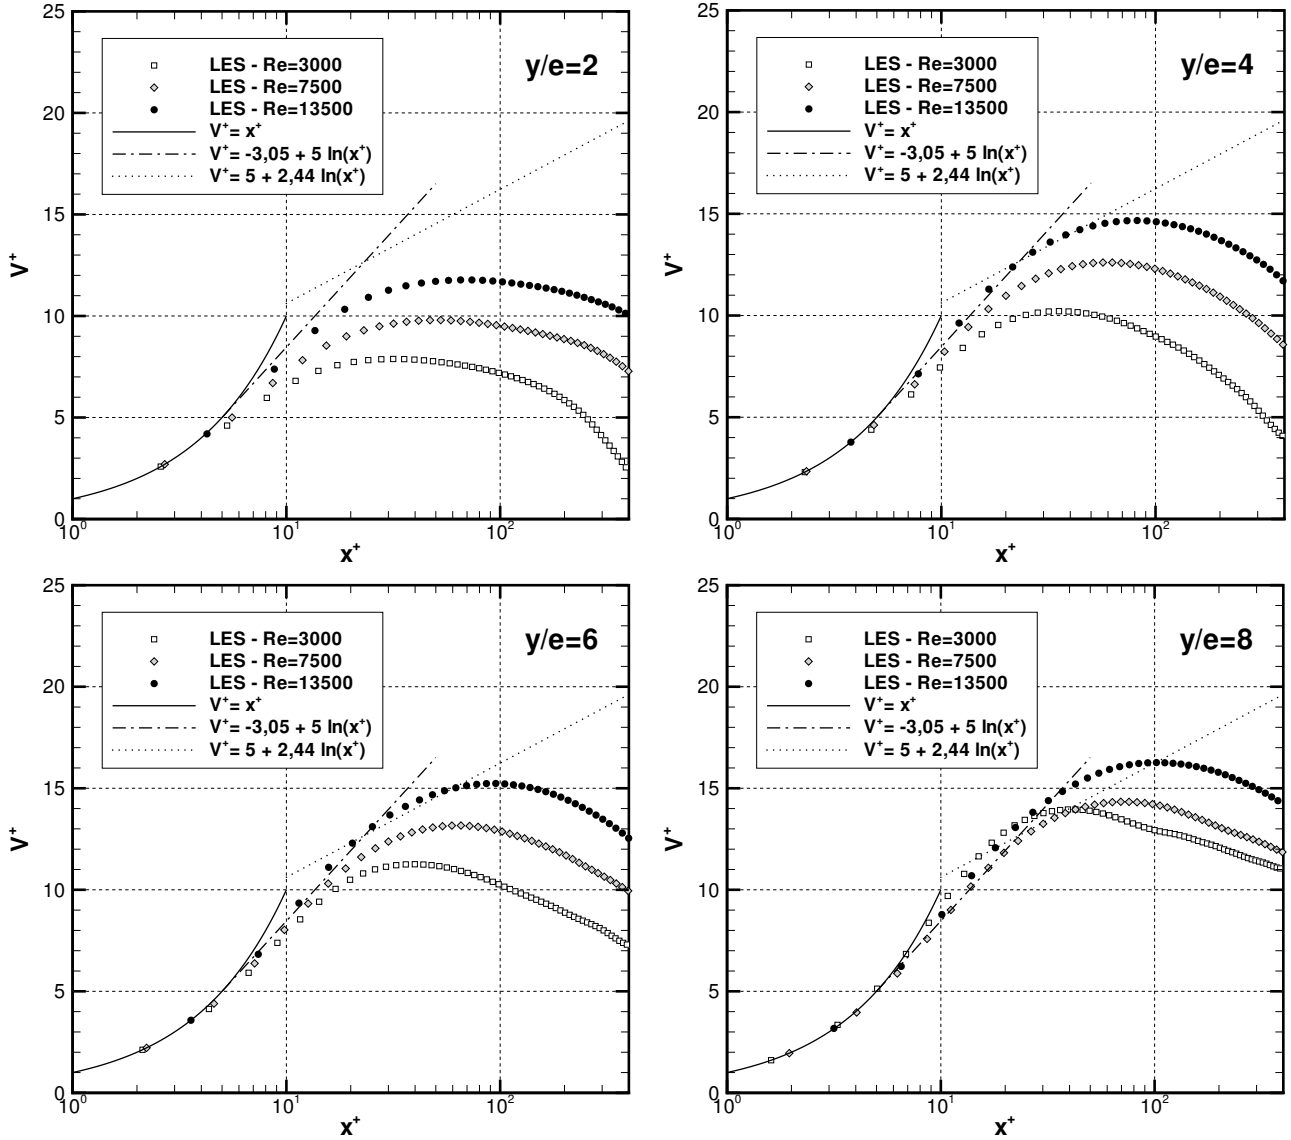 25
20
15
10
5
0
V⁺
y/e=2
LES - Re=3000
LES - Re=7500
LES - Re=13500
V⁺= x⁺
V⁺= -3,05 + 5 ln(x⁺)
V⁺= 5 + 2,44 ln(x⁺)
10⁰ 10¹ 10²
x⁺
25
20
15
10
5
0
V⁺
y/e=4
LES - Re=3000
LES - Re=7500
LES - Re=13500
V⁺= x⁺
V⁺= -3,05 + 5 ln(x⁺)
V⁺= 5 + 2,44 ln(x⁺)
10⁰ 10¹ 10²
x⁺
25
20
15
10
5
0
V⁺
y/e=6
LES - Re=3000
LES - Re=7500
LES - Re=13500
V⁺= x⁺
V⁺= -3,05 + 5 ln(x⁺)
V⁺= 5 + 2,44 ln(x⁺)
10⁰ 10¹ 10²
x⁺
25
20
15
10
5
0
V⁺
y/e=8
LES - Re=3000
LES - Re=7500
LES - Re=13500
V⁺= x⁺
V⁺= -3,05 + 5 ln(x⁺)
V⁺= 5 + 2,44 ln(x⁺)
10⁰ 10¹ 10²
x⁺